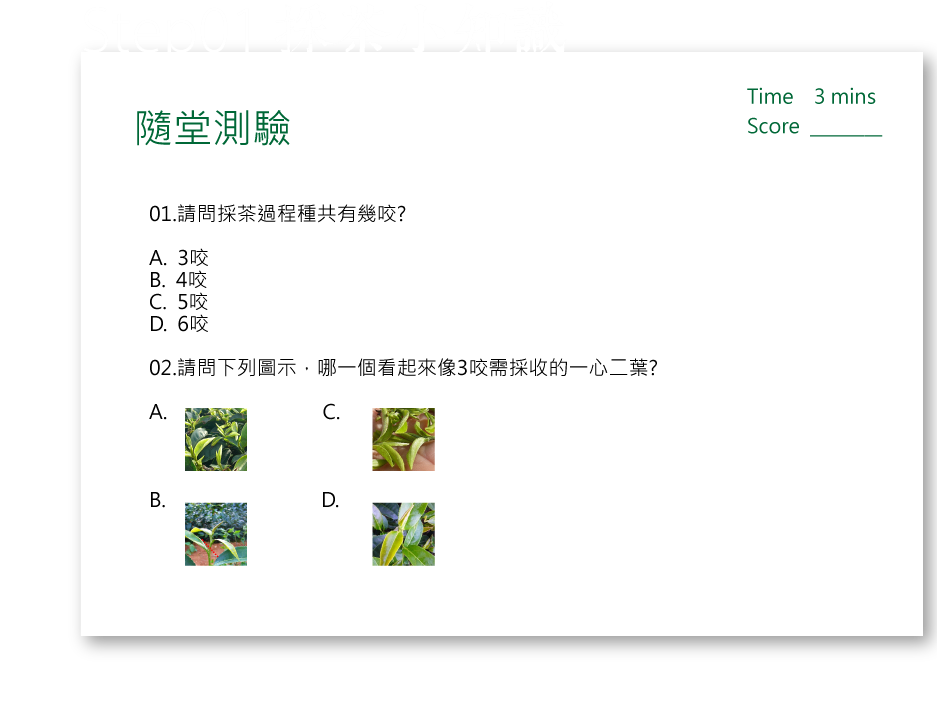 隨堂測驗
Time 3 mins
Score ________
01.請問採茶過程種共有幾咬?
A. 3咬
B. 4咬
C. 5咬
D. 6咬
02.請問下列圖示，哪一個看起來像3咬需採收的一心二葉?
A.
C.
B.
D.